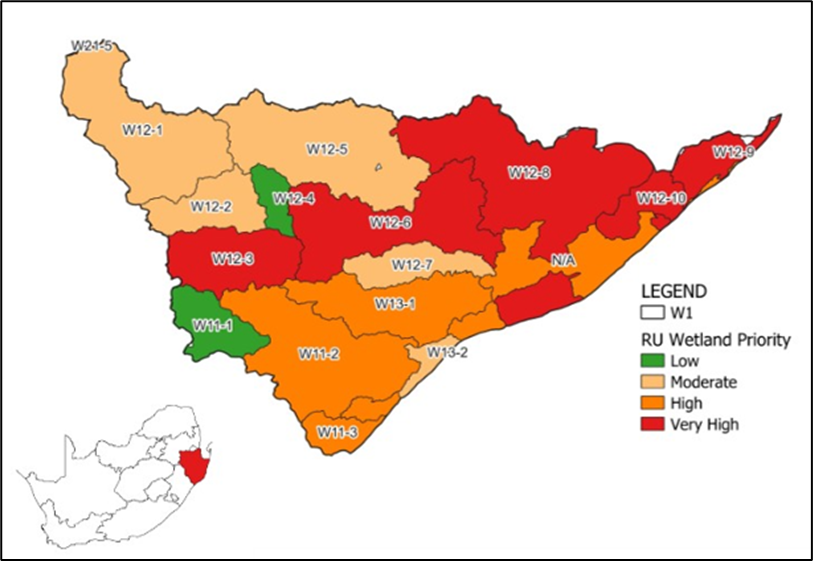 W21-5
W12-1
W12-5
W12-9
W12-8
W12-4
W12-10
W12-2
W12-6
W12-3
N/A
W12-7
LEGEND
W13-1
W1
W11-1
RU Wetland Priority
W11-2
W13-2
Low
Moderate
High
W11-3
Very High